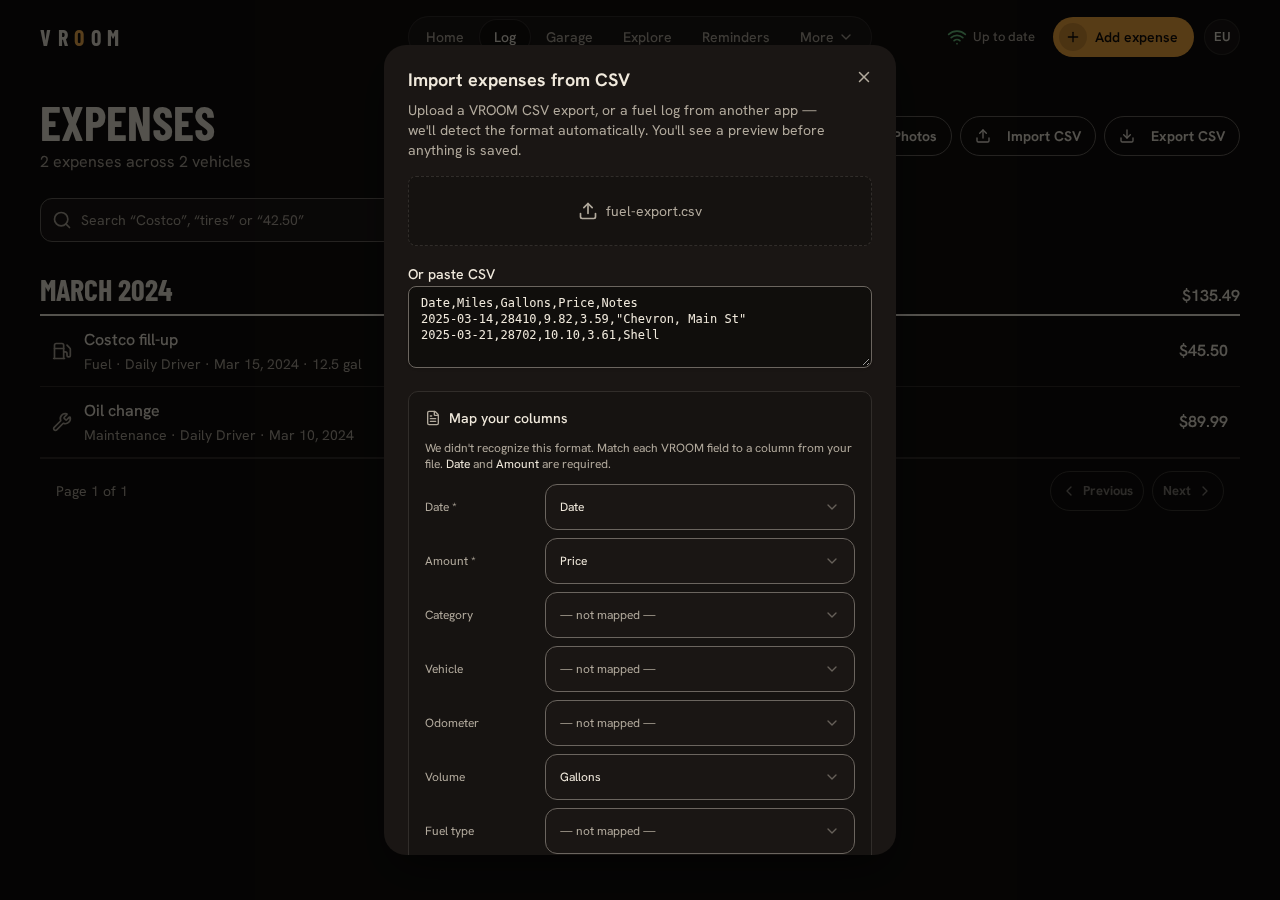 VROOM
Home
Log
Garage
Explore
Reminders
More
Up to date
Add expense
EU
EXPENSES
2 expenses across 2 vehicles
Photos
Import CSV
Export CSV
Search “Costco”, “tires” or “42.50”
MARCH 2024
$135.49
Costco fill-up
Fuel · Daily Driver · Mar 15, 2024 · 12.5 gal
$45.50
Oil change
Maintenance · Daily Driver · Mar 10, 2024
$89.99
Page 1 of 1
Previous
Next
Import expenses from CSV
Upload a VROOM CSV export, or a fuel log from another app —
we'll detect the format automatically. You'll see a preview before
anything is saved.
fuel-export.csv
Or paste CSV
Date,Miles,Gallons,Price,Notes
2025-03-14,28410,9.82,3.59,"Chevron, Main St"
2025-03-21,28702,10.10,3.61,Shell
Map your columns
We didn't recognize this format. Match each VROOM field to a column from your
file. Date and Amount are required.
Date *
Date
Amount *
Price
Category
— not mapped —
Vehicle
— not mapped —
Odometer
— not mapped —
Volume
Gallons
Fuel type
— not mapped —